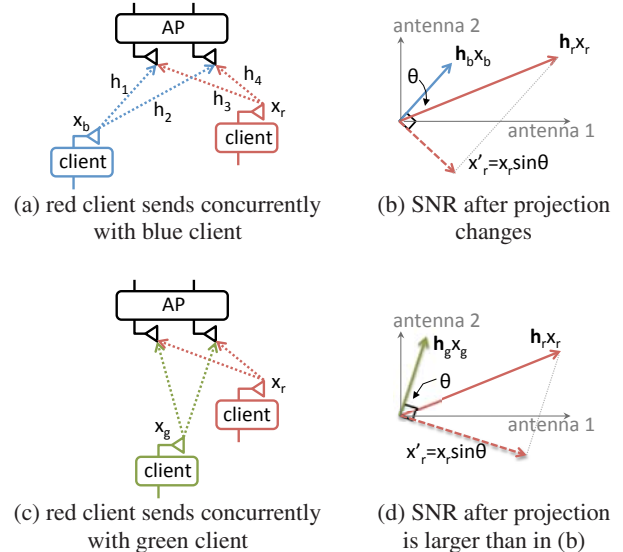 AP
h1
h2
h3
h4
xb
xr
client
client
(a) red client sends concurrently
with blue client
antenna 2
hbxb
hrxr
θ
antenna 1
x'r=xrsinθ
(b) SNR after projection
changes
AP
xr
client
xg
client
(c) red client sends concurrently
with green client
antenna 2
hgxg
hrxr
θ
antenna 1
x'r=xrsinθ
(d) SNR after projection
is larger than in (b)